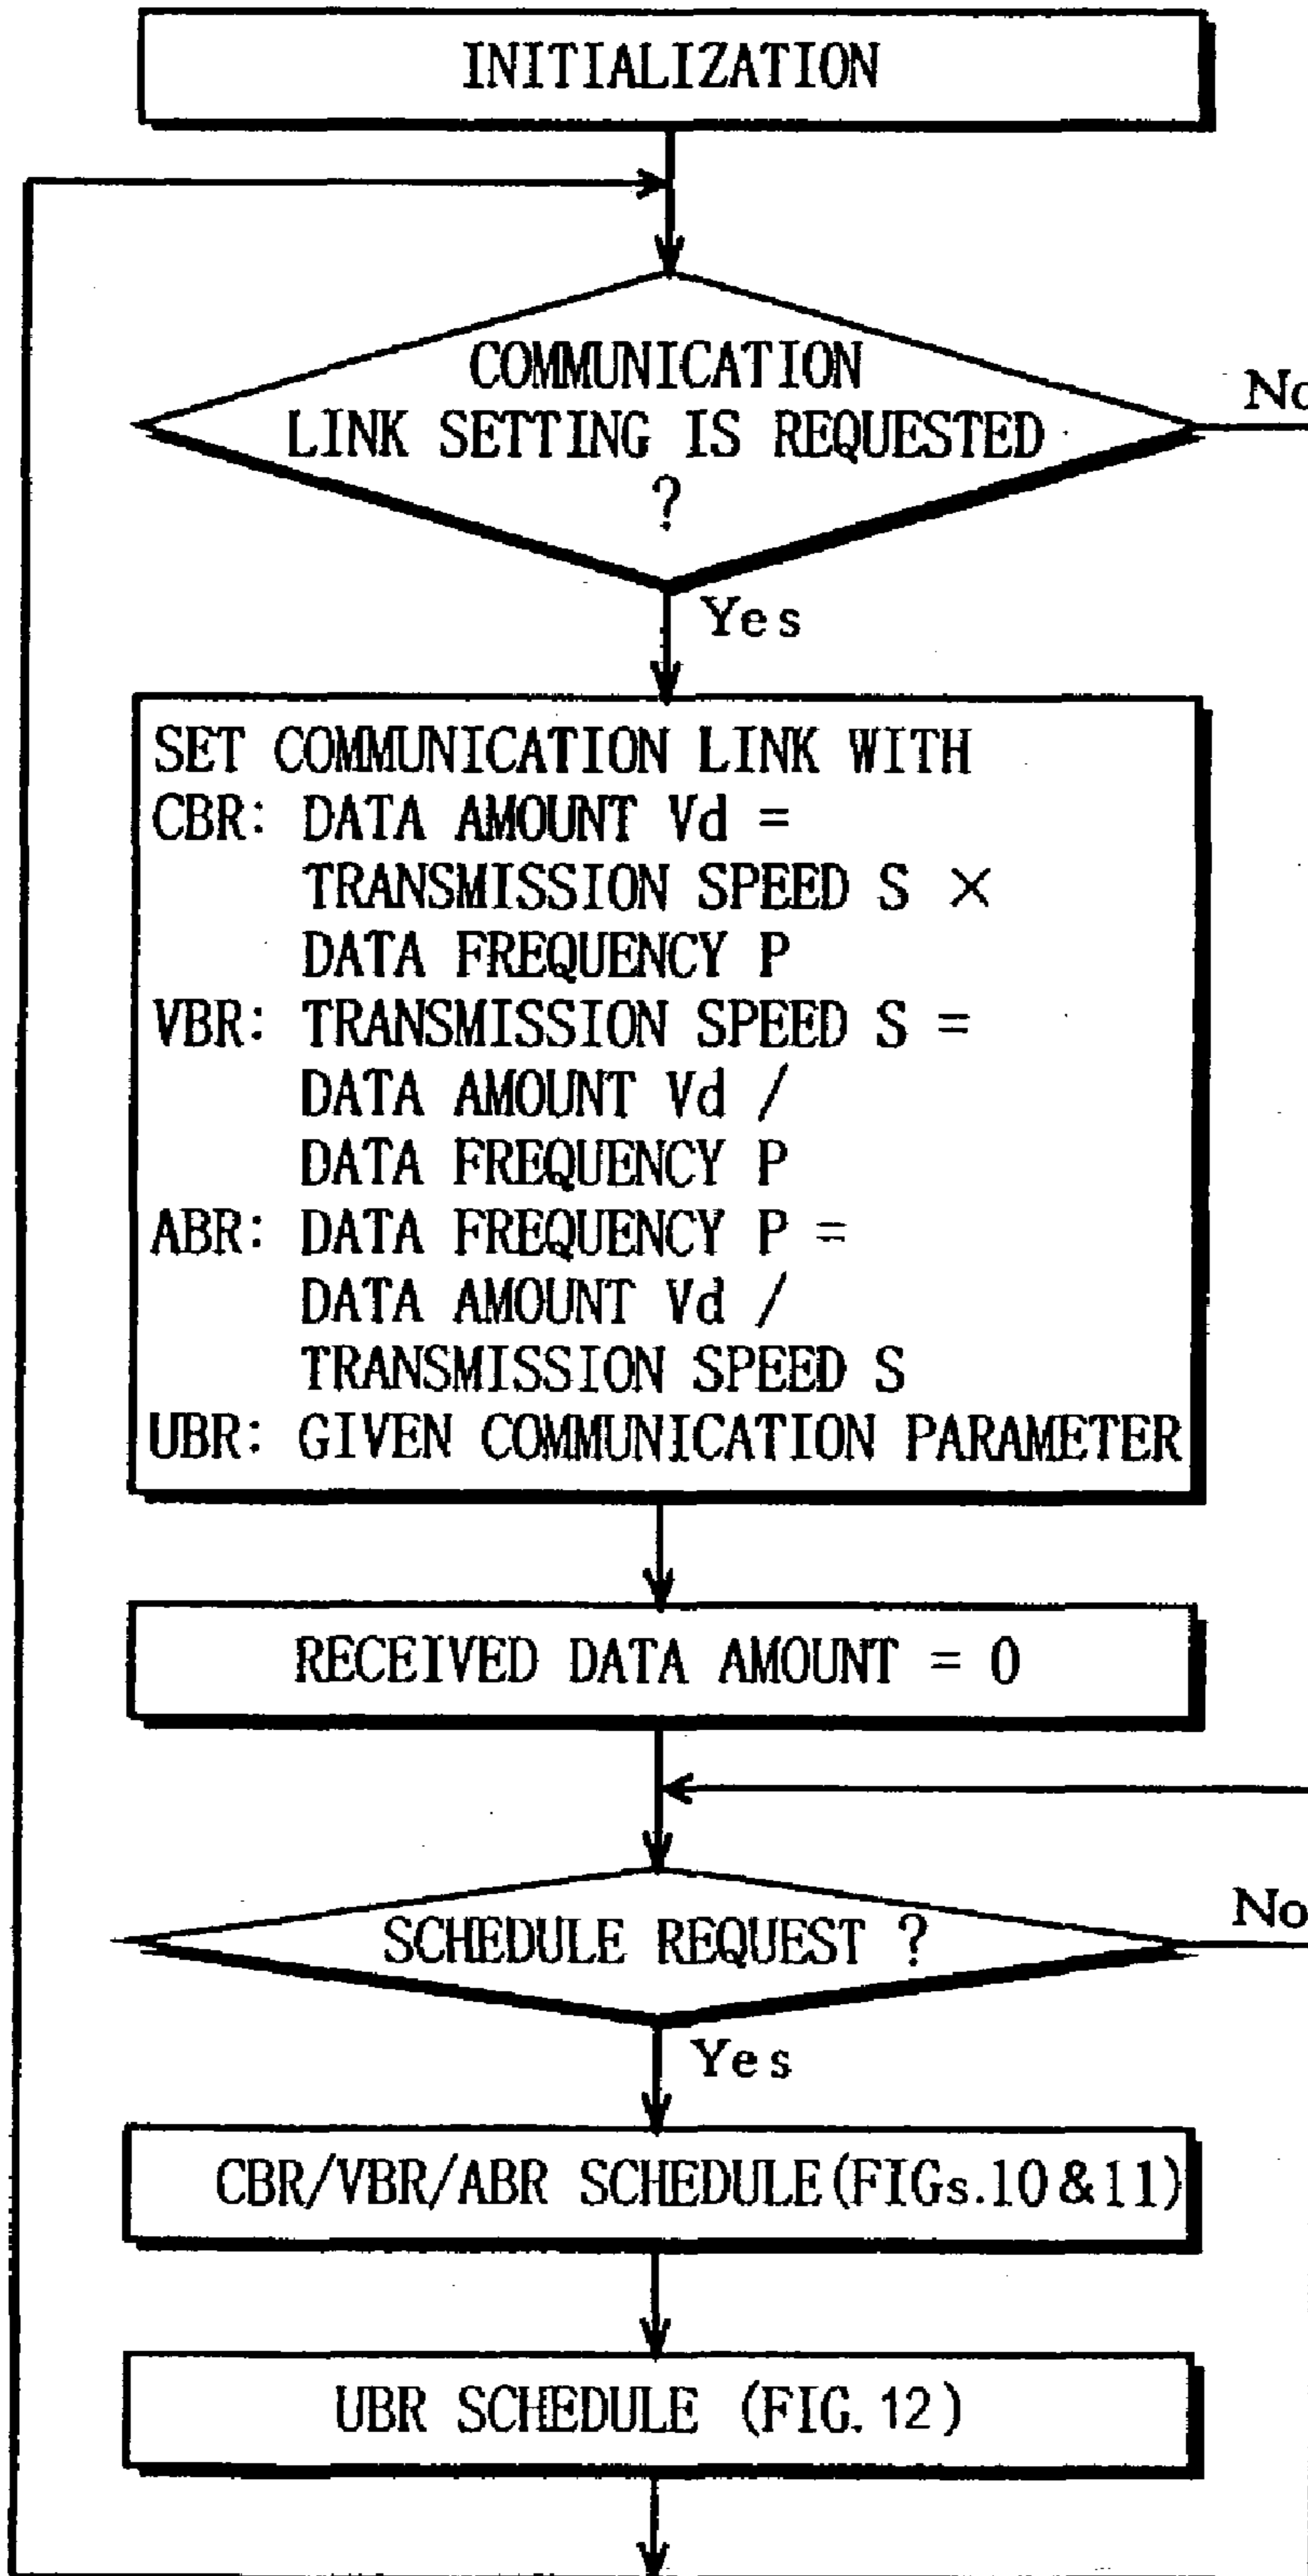 INITIALIZATION
COMMUNICATION
LINK SETTING IS REQUESTED
?
No
Yes
SET COMMUNICATION LINK WITH
CBR: DATA AMOUNT Vd =
TRANSMISSION SPEED S ×
DATA FREQUENCY P
VBR: TRANSMISSION SPEED S =
DATA AMOUNT Vd /
DATA FREQUENCY P
ABR: DATA FREQUENCY P =
DATA AMOUNT Vd /
TRANSMISSION SPEED S
UBR: GIVEN COMMUNICATION PARAMETER
RECEIVED DATA AMOUNT = 0
SCHEDULE REQUEST ?
No
Yes
CBR/VBR/ABR SCHEDULE(FIGs.10&11)
UBR SCHEDULE (FIG.12)